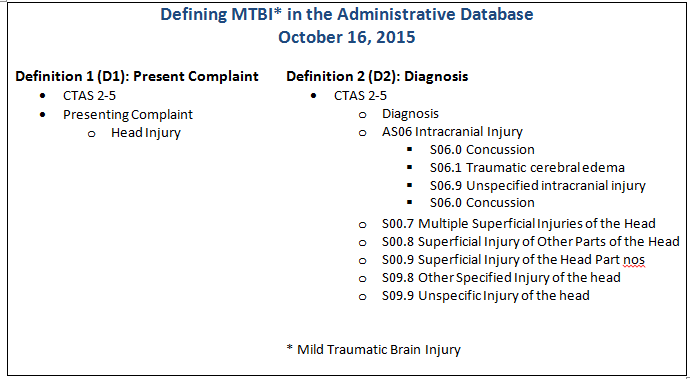 Defining MTBI* in the Administrative Database
October 16, 2015
Definition 1 (D1): Present Complaint
• CTAS 2-5
• Presenting Complaint
o Head Injury
Definition 2 (D2): Diagnosis
• CTAS 2-5
o Diagnosis
o AS06 Intracranial Injury
▪ S06.0 Concussion
▪ S06.1 Traumatic cerebral edema
▪ S06.9 Unspecified intracranial injury
▪ S06.0 Concussion
o S00.7 Multiple Superficial Injuries of the Head
o S00.8 Superficial Injury of Other Parts of the Head
o S00.9 Superficial Injury of the Head Part nos
o S09.8 Other Specified Injury of the head
o S09.9 Unspecific Injury of the head
* Mild Traumatic Brain Injury